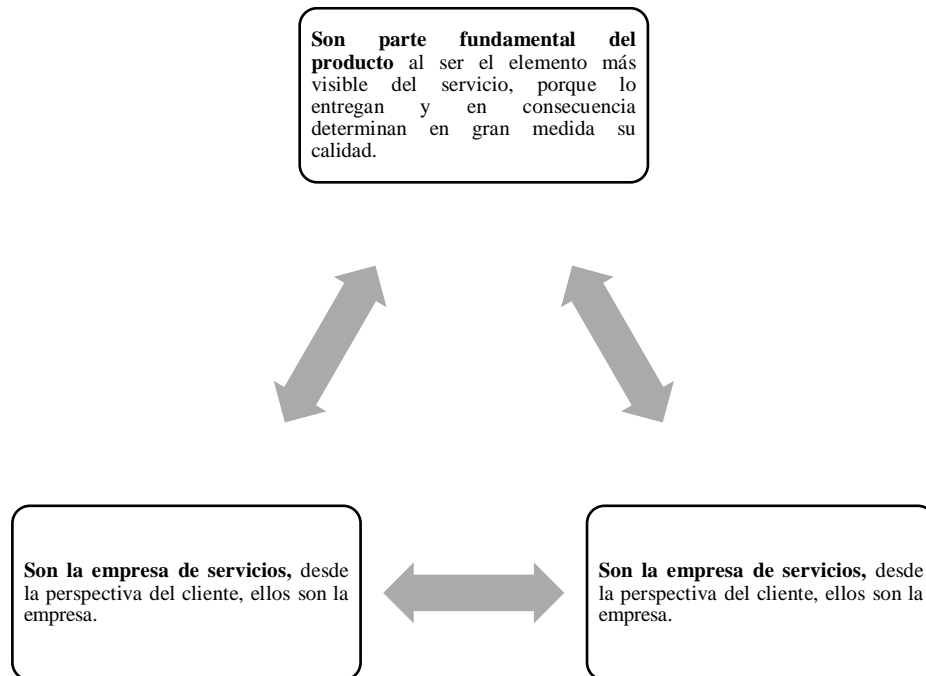 Son parte fundamental del
producto al ser el elemento más
visible del servicio, porque lo
entregan y en consecuencia
determinan en gran medida su
calidad.
Son la empresa de servicios, desde
la perspectiva del cliente, ellos son la
empresa.
Son la empresa de servicios, desde
la perspectiva del cliente, ellos son la
empresa.